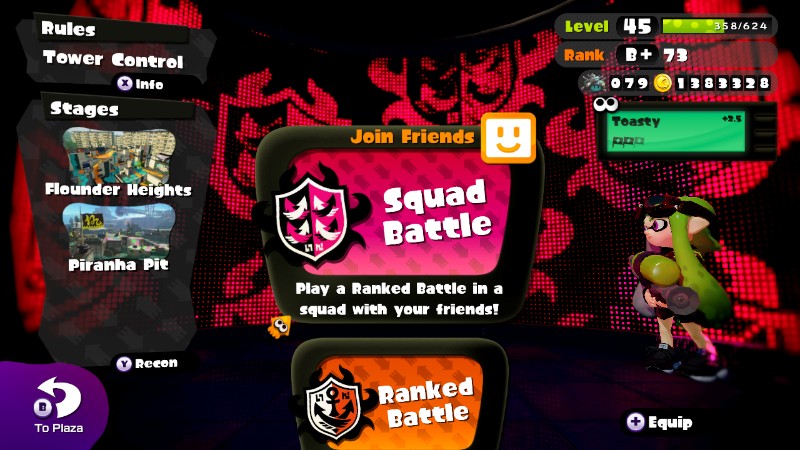 Rules
Tower Control
X Info
Stages
Flounder Heights
Piranha Pit
Y Recon
B
To Plaza
Join Friends
Squad
Battle
Play a Ranked Battle in a
squad with your friends!
Ranked
Battle
Level 45 358/624
Rank B+ 73
079 1383328
Toasty +2.5
+ Equip